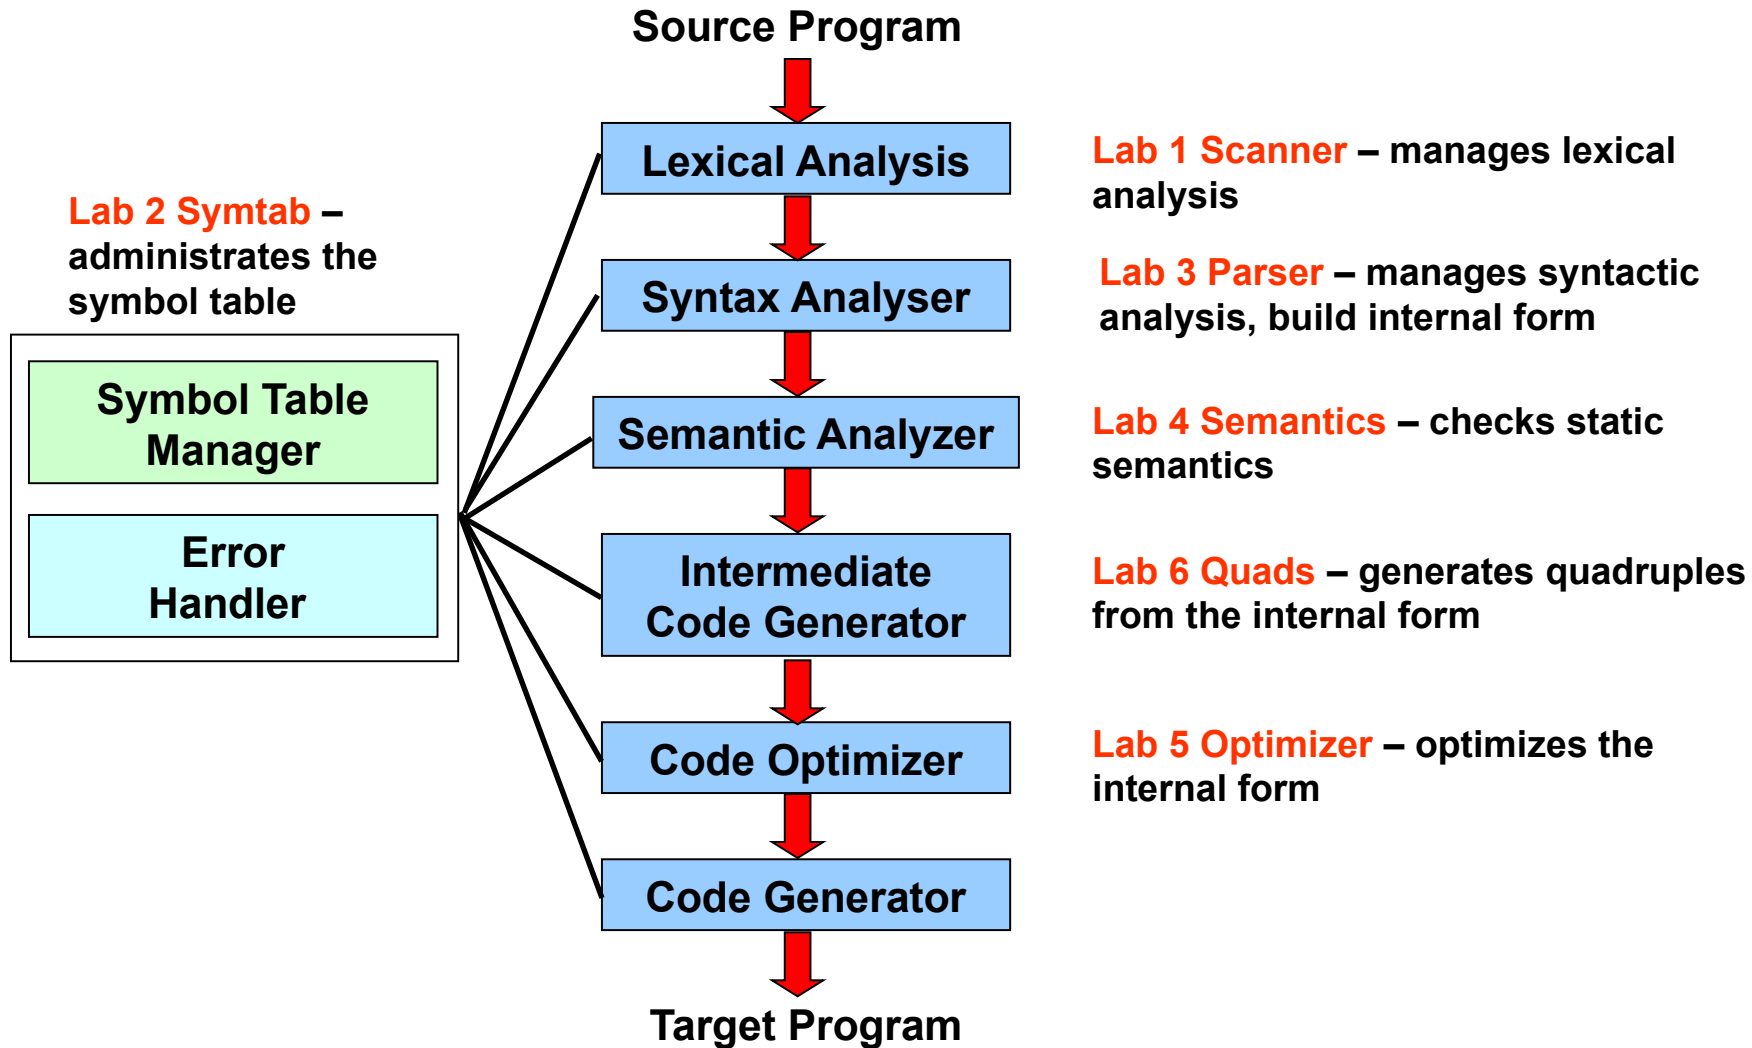 Source Program
Lexical Analysis
Lab 1 Scanner – manages lexical
analysis
Lab 2 Symtab –
administrates the
symbol table
Syntax Analyser
Lab 3 Parser – manages syntactic
analysis, build internal form
Symbol Table
Manager
Semantic Analyzer
Lab 4 Semantics – checks static
semantics
Error
Handler
Intermediate
Code Generator
Lab 6 Quads – generates quadruples
from the internal form
Code Optimizer
Lab 5 Optimizer – optimizes the
internal form
Code Generator
Target Program